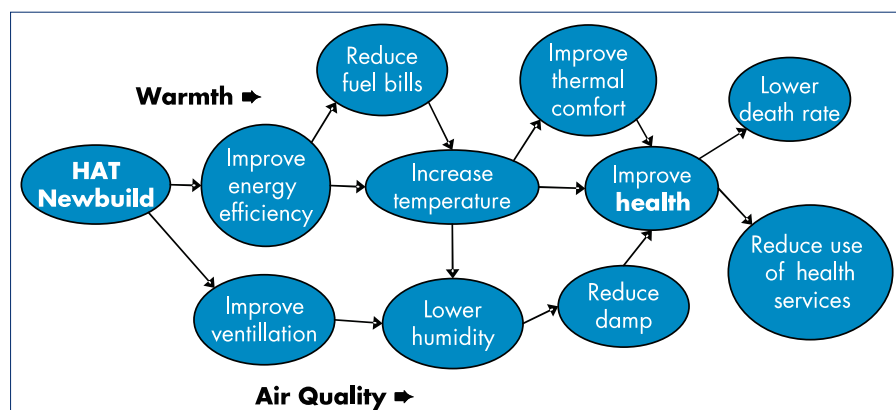 Warmth ➨
HAT
Newbuild
Improve
energy
efficiency
Reduce
fuel bills
Increase
temperature
Improve
thermal
comfort
Improve
health
Lower
death rate
Reduce use
of health
services
Improve
ventillation
Lower
humidity
Reduce
damp
Air Quality ➨